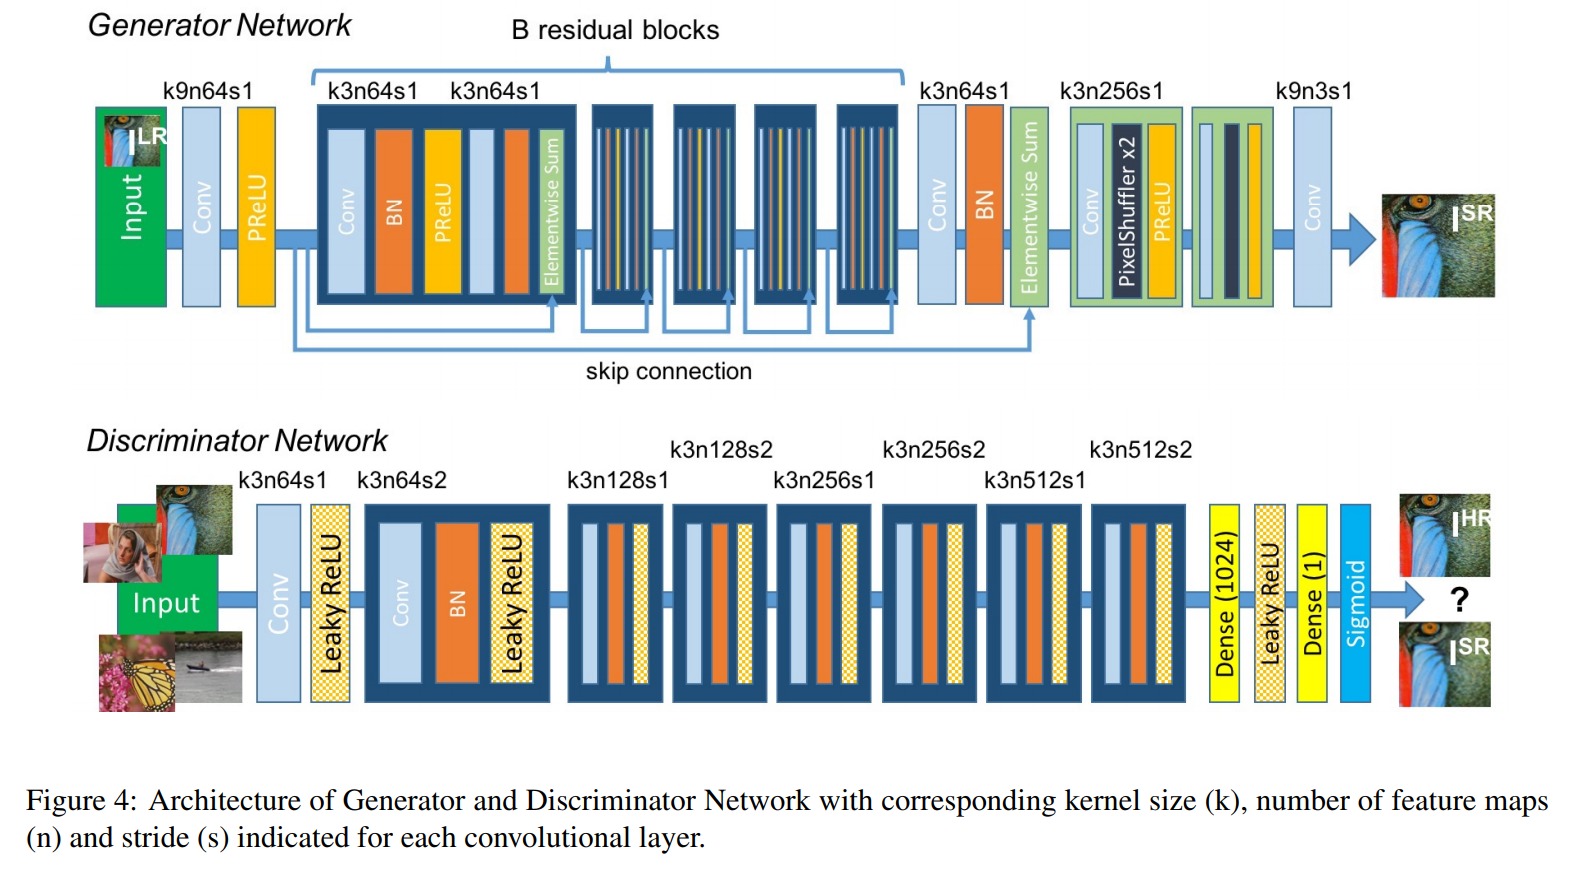 Generator Network
B residual blocks
k9n64s1
k3n64s1
k3n64s1
k3n64s1
k3n256s1
k9n3s1
Input
I^LR
Conv
PReLU
Conv
BN
PReLU
Elementwise Sum
Conv
BN
Elementwise Sum
Conv
PixelShuffler x2
PReLU
Conv
I^SR
skip connection
Discriminator Network
k3n64s1
k3n64s2
k3n128s1
k3n128s2
k3n256s1
k3n256s2
k3n512s1
k3n512s2
Input
Conv
Leaky ReLU
Conv
BN
Leaky ReLU
Dense (1024)
Leaky ReLU
Dense (1)
Sigmoid
I^HR
?
I^SR
Figure 4: Architecture of Generator and Discriminator Network with corresponding kernel size (k), number of feature maps
(n) and stride (s) indicated for each convolutional layer.